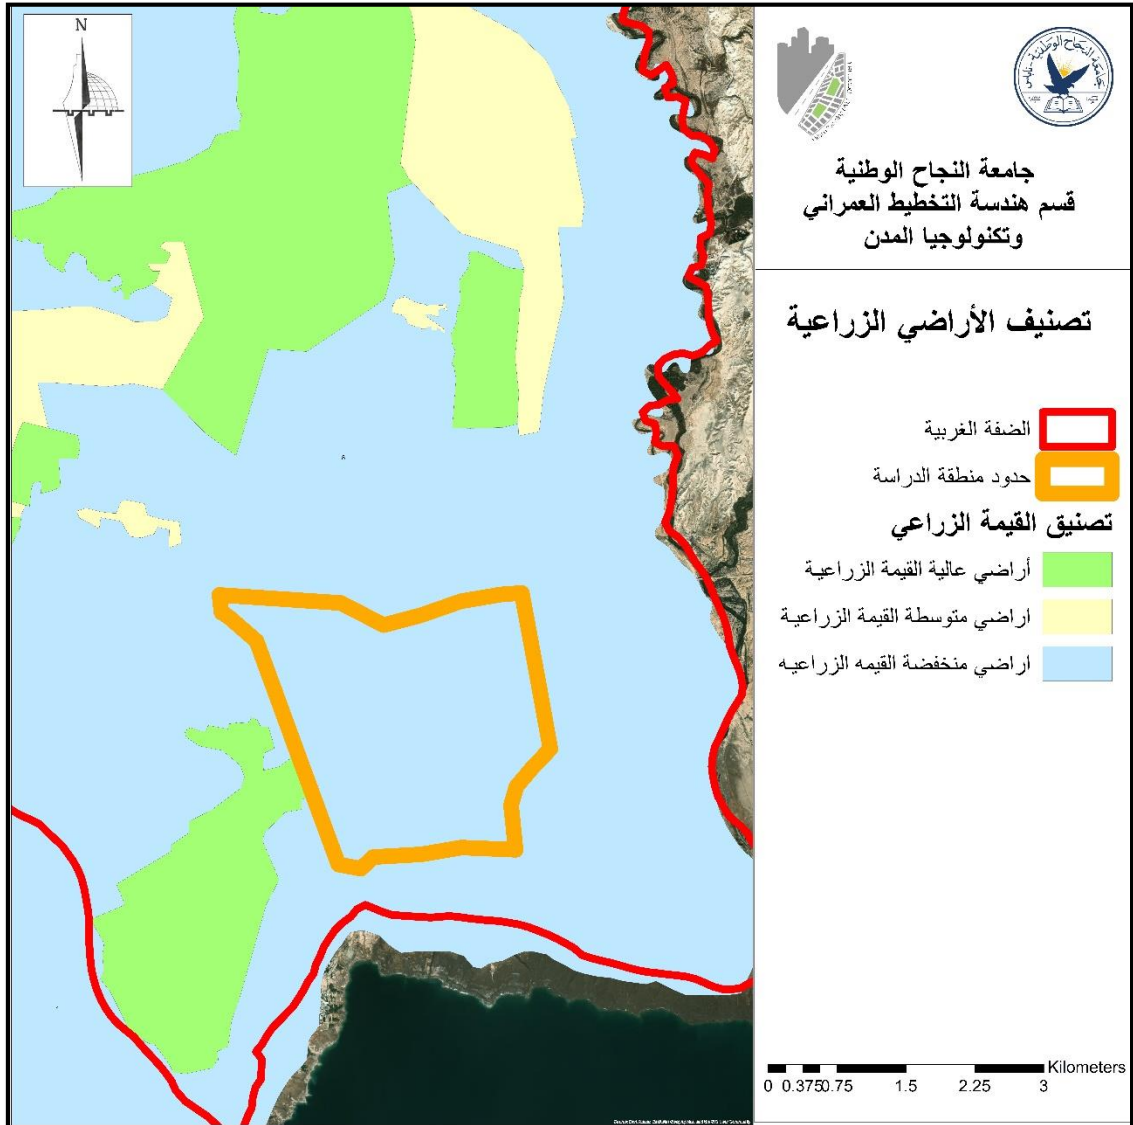 N
جامعة النجاح الوطنية
قسم هندسة التخطيط العمراني
وتكنولوجيا المدن
تصنيف الأراضي الزراعية
الضفة الغربية
حدود منطقة الدراسة
تصنيق القيمة الزراعي
أراضي عالية القيمة الزراعية
اراضي متوسطة القيمة الزراعية
اراضي منخفضة القيمه الزراعيه
Kilometers
0 0.375 0.75 1.5 2.25 3